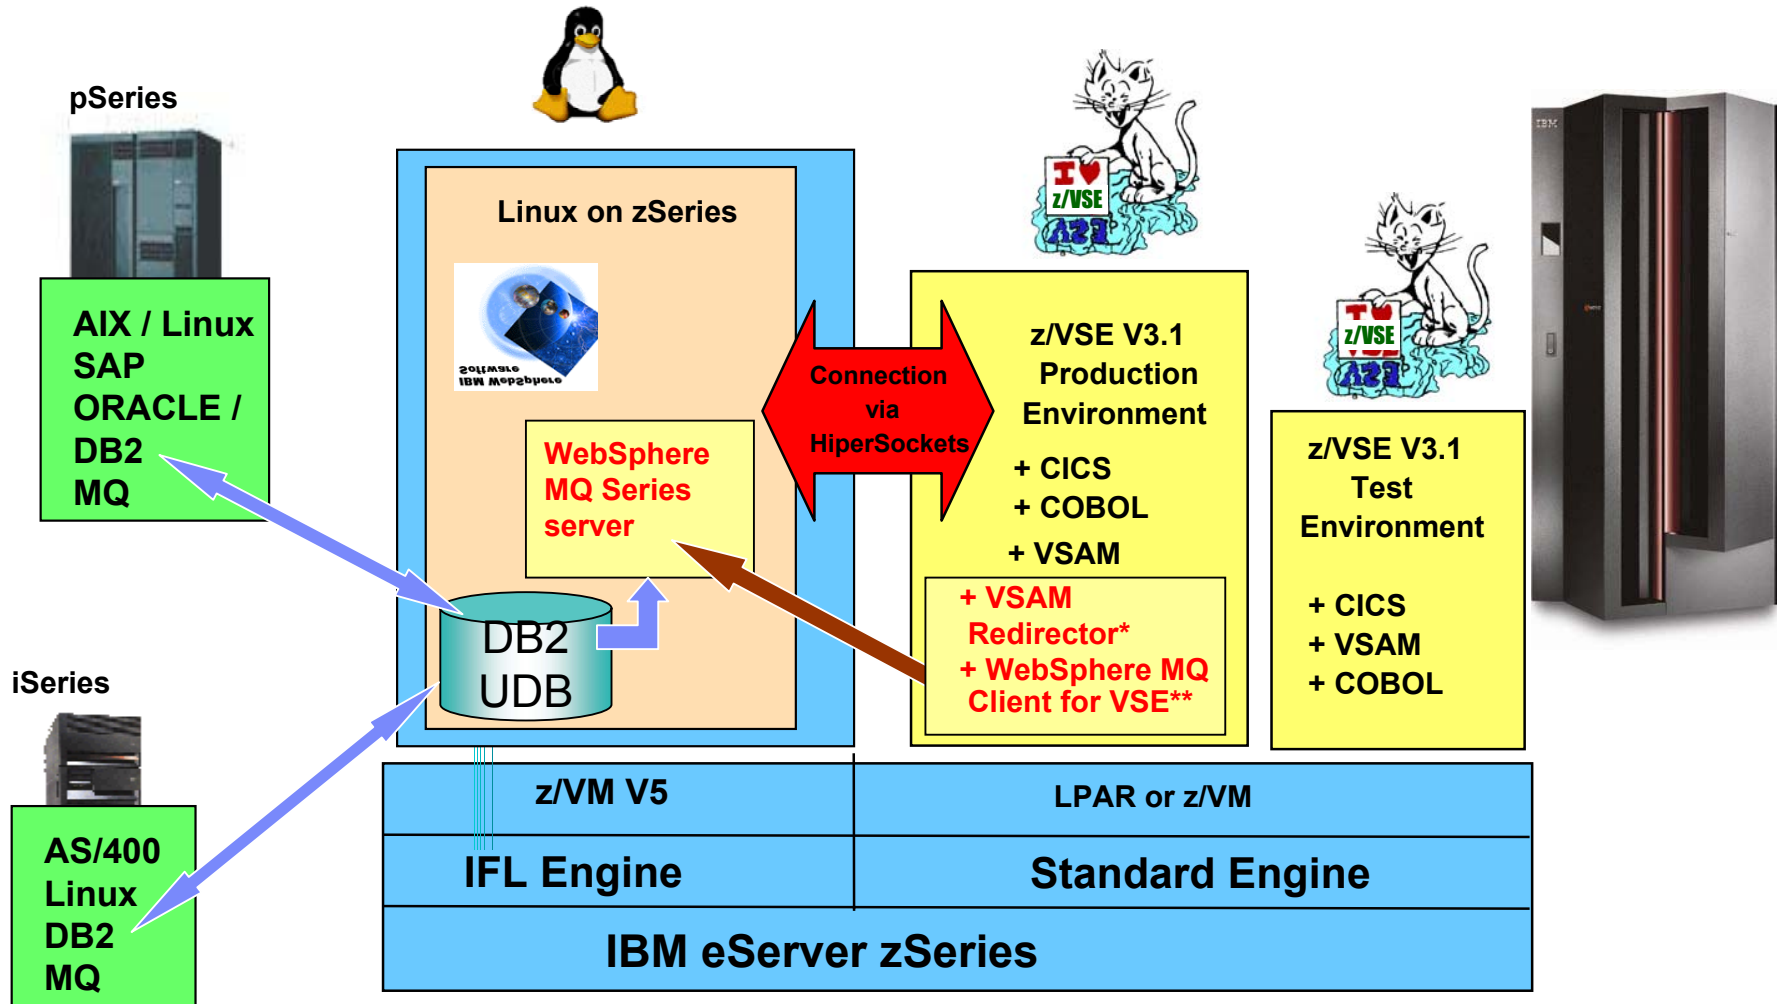 pSeries
AIX / Linux
SAP
ORACLE /
DB2
MQ
iSeries
AS/400
Linux
DB2
MQ
Linux on zSeries
IBM WebSphere
Software
WebSphere
MQ Series
server
DB2
UDB
Connection
via
HiperSockets
I ♥
z/VSE
z/VSE V3.1
Production
Environment
+ CICS
+ COBOL
+ VSAM
+ VSAM
Redirector*
+ WebSphere MQ
Client for VSE**
I ♥
z/VSE
z/VSE V3.1
Test
Environment
+ CICS
+ VSAM
+ COBOL
IBM
z/VM V5
LPAR or z/VM
IFL Engine
Standard Engine
IBM eServer zSeries